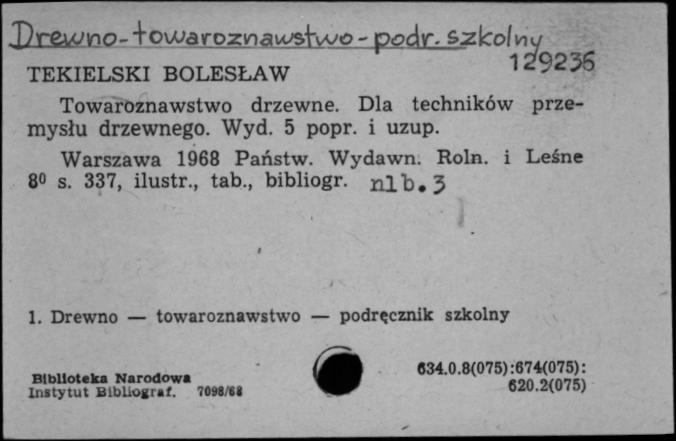 Drewno-towaroznawstwo-podr. szkolny
129236
TEKIELSKI BOLESŁAW
Towaroznawstwo drzewne. Dla techników prze-
mysłu drzewnego. Wyd. 5 popr. i uzup.
Warszawa 1968 Państw. Wydawn. Roln. i Leśne
8⁰ s. 337, ilustr., tab., bibliogr. nlb. 3
1. Drewno — towaroznawstwo — podręcznik szkolny
634.0.8(075):674(075):
620.2(075)
Biblioteka Narodowa
Instytut Bibliograf. 7098/68